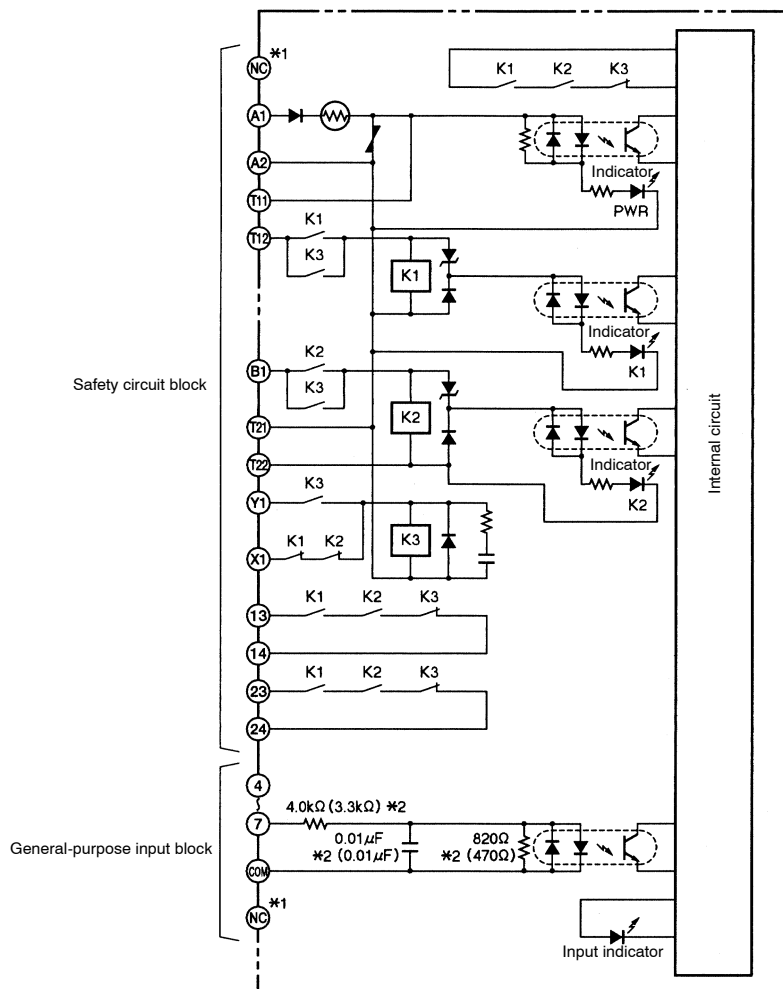 NC *1
K1 K2 K3
A1
A2
Indicator
PWR
T11
T12
K1
K3
K1
Indicator
K1
B1
K2
K3
K2
Safety circuit block
T21
T22
Indicator
K2
Internal circuit
Y1
K3
K3
X1
K1 K2
13
K1 K2 K3
14
23
K1 K2 K3
24
4
7
4.0kΩ (3.3kΩ) *2
General-purpose input block
0.01μF
*2 (0.01μF)
820Ω
*2 (470Ω)
COM
NC *1
Input indicator